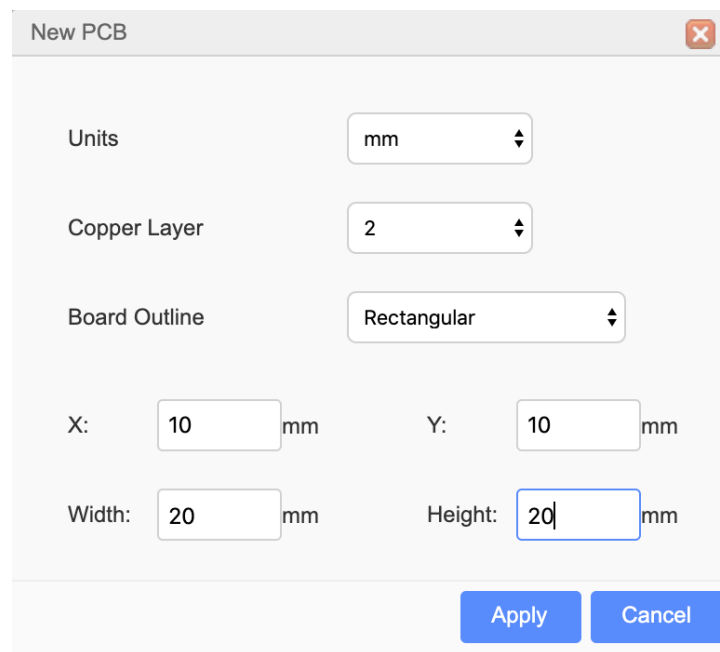 New PCB
Units mm
Copper Layer 2
Board Outline Rectangular
X: 10 mm Y: 10 mm
Width: 20 mm Height: 20 mm
Apply Cancel